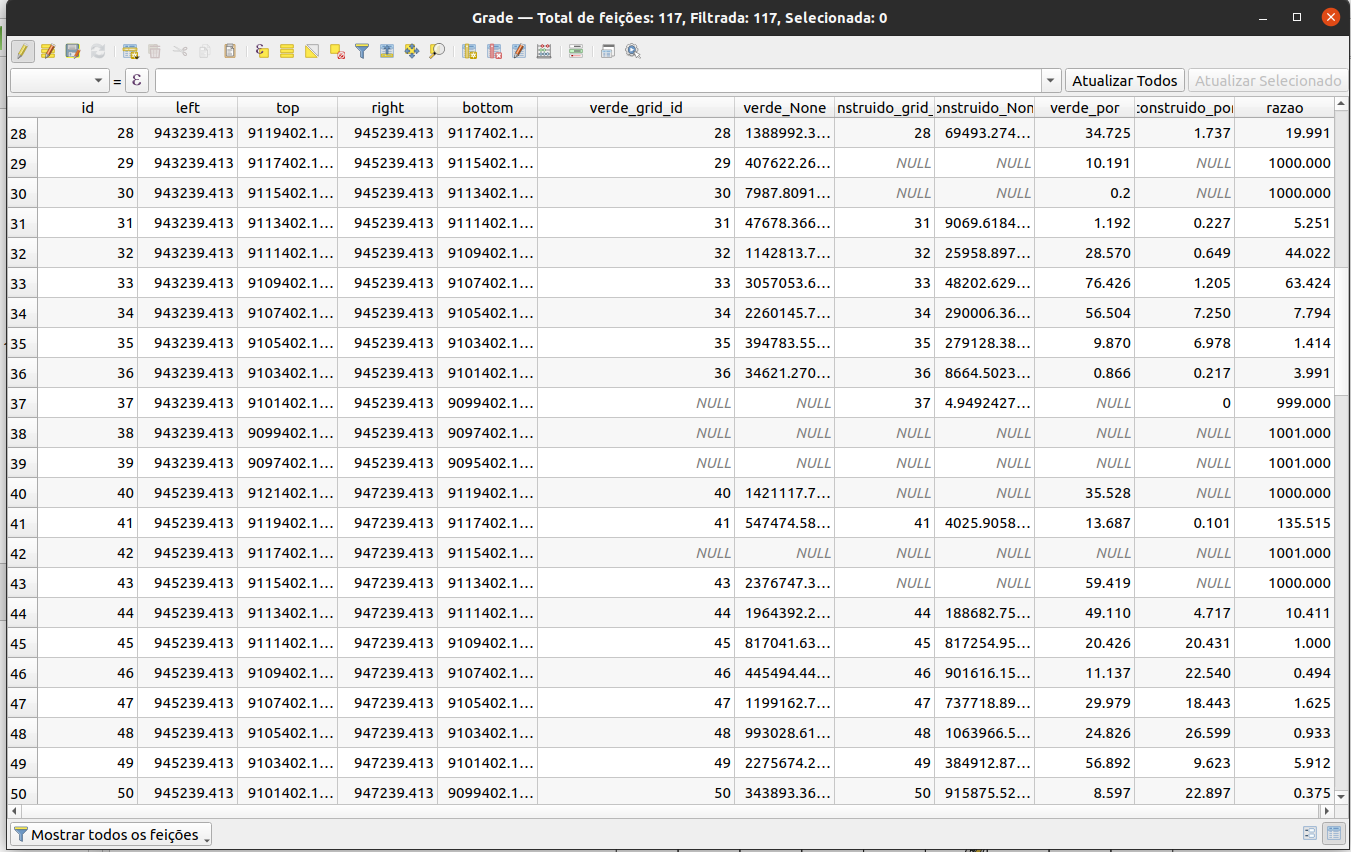 Grade — Total de feições: 117, Filtrada: 117, Selecionada: 0
= ε Atualizar Todos Atualizar Selecionado
id left top right bottom verde_grid_id verde_None nstruido_grid_ onstruido_Non verde_por construido_por razao
28 28 943239.413 9119402.1... 945239.413 9117402.1... 28 1388992.3... 28 69493.274... 34.725 1.737 19.991
29 29 943239.413 9117402.1... 945239.413 9115402.1... 29 407622.26... NULL NULL 10.191 NULL 1000.000
30 30 943239.413 9115402.1... 945239.413 9113402.1... 30 7987.8091... NULL NULL 0.2 NULL 1000.000
31 31 943239.413 9113402.1... 945239.413 9111402.1... 31 47678.366... 31 9069.6184... 1.192 0.227 5.251
32 32 943239.413 9111402.1... 945239.413 9109402.1... 32 1142813.7... 32 25958.897... 28.570 0.649 44.022
33 33 943239.413 9109402.1... 945239.413 9107402.1... 33 3057053.6... 33 48202.629... 76.426 1.205 63.424
34 34 943239.413 9107402.1... 945239.413 9105402.1... 34 2260145.7... 34 290006.36... 56.504 7.250 7.794
35 35 943239.413 9105402.1... 945239.413 9103402.1... 35 394783.55... 35 279128.38... 9.870 6.978 1.414
36 36 943239.413 9103402.1... 945239.413 9101402.1... 36 34621.270... 36 8664.5023... 0.866 0.217 3.991
37 37 943239.413 9101402.1... 945239.413 9099402.1... NULL NULL 37 4.9492427... NULL 0 999.000
38 38 943239.413 9099402.1... 945239.413 9097402.1... NULL NULL NULL NULL NULL NULL 1001.000
39 39 943239.413 9097402.1... 945239.413 9095402.1... NULL NULL NULL NULL NULL NULL 1001.000
40 40 945239.413 9121402.1... 947239.413 9119402.1... 40 1421117.7... NULL NULL 35.528 NULL 1000.000
41 41 945239.413 9119402.1... 947239.413 9117402.1... 41 547474.58... 41 4025.9058... 13.687 0.101 135.515
42 42 945239.413 9117402.1... 947239.413 9115402.1... NULL NULL NULL NULL NULL NULL 1001.000
43 43 945239.413 9115402.1... 947239.413 9113402.1... 43 2376747.3... NULL NULL 59.419 NULL 1000.000
44 44 945239.413 9113402.1... 947239.413 9111402.1... 44 1964392.2... 44 188682.75... 49.110 4.717 10.411
45 45 945239.413 9111402.1... 947239.413 9109402.1... 45 817041.63... 45 817254.95... 20.426 20.431 1.000
46 46 945239.413 9109402.1... 947239.413 9107402.1... 46 445494.44... 46 901616.15... 11.137 22.540 0.494
47 47 945239.413 9107402.1... 947239.413 9105402.1... 47 1199162.7... 47 737718.89... 29.979 18.443 1.625
48 48 945239.413 9105402.1... 947239.413 9103402.1... 48 993028.61... 48 1063966.5... 24.826 26.599 0.933
49 49 945239.413 9103402.1... 947239.413 9101402.1... 49 2275674.2... 49 384912.87... 56.892 9.623 5.912
50 50 945239.413 9101402.1... 947239.413 9099402.1... 50 343893.36... 50 915875.52... 8.597 22.897 0.375
Mostrar todos os feições